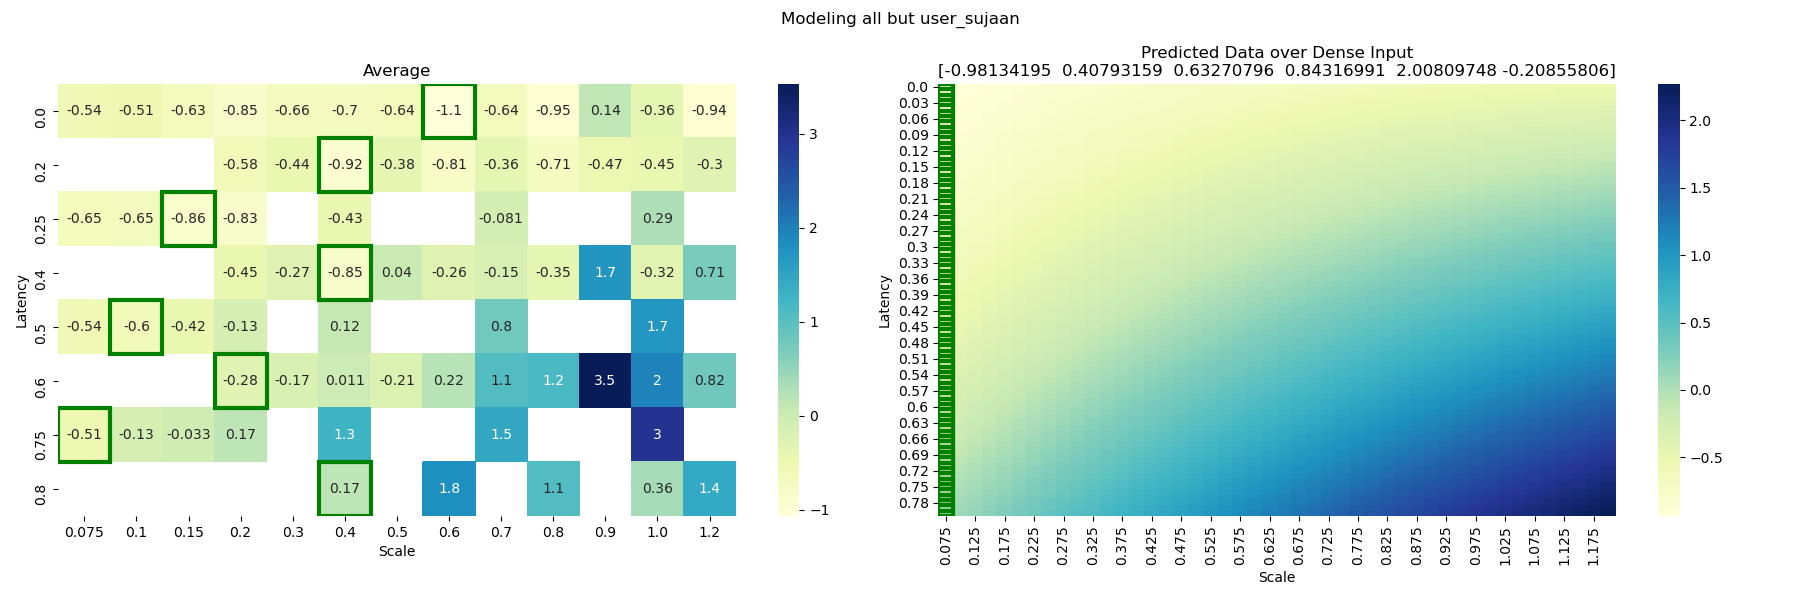 Modeling all but user_sujaan
Average
-0.54 -0.51 -0.63 -0.85 -0.66 -0.7 -0.64 -1.1 -0.64 -0.95 0.14 -0.36 -0.94
-0.58 -0.44 -0.92 -0.38 -0.81 -0.36 -0.71 -0.47 -0.45 -0.3
-0.65 -0.65 -0.86 -0.83 -0.43 -0.081 0.29
-0.45 -0.27 -0.85 0.04 -0.26 -0.15 -0.35 1.7 -0.32 0.71
-0.54 -0.6 -0.42 -0.13 0.12 0.8 1.7
-0.28 -0.17 0.011 -0.21 0.22 1.1 1.2 3.5 2 0.82
-0.51 -0.13 -0.033 0.17 1.3 1.5 3
0.17 1.8 1.1 0.36 1.4
0.0
0.2
0.25
0.4
0.5
0.6
0.75
0.8
Latency
0.075 0.1 0.15 0.2 0.3 0.4 0.5 0.6 0.7 0.8 0.9 1.0 1.2
Scale
3
2
1
0
−1
Predicted Data over Dense Input
[-0.98134195 0.40793159 0.63270796 0.84316991 2.00809748 -0.20855806]
0.0
0.03
0.06
0.09
0.12
0.15
0.18
0.21
0.24
0.27
0.3
0.33
0.36
0.39
0.42
0.45
0.48
0.51
0.54
0.57
0.6
0.63
0.66
0.69
0.72
0.75
0.78
Latency
0.075 0.125 0.175 0.225 0.275 0.325 0.375 0.425 0.475 0.525 0.575 0.625 0.675 0.725 0.775 0.825 0.875 0.925 0.975 1.025 1.075 1.125 1.175
Scale
2.0
1.5
1.0
0.5
0.0
−0.5